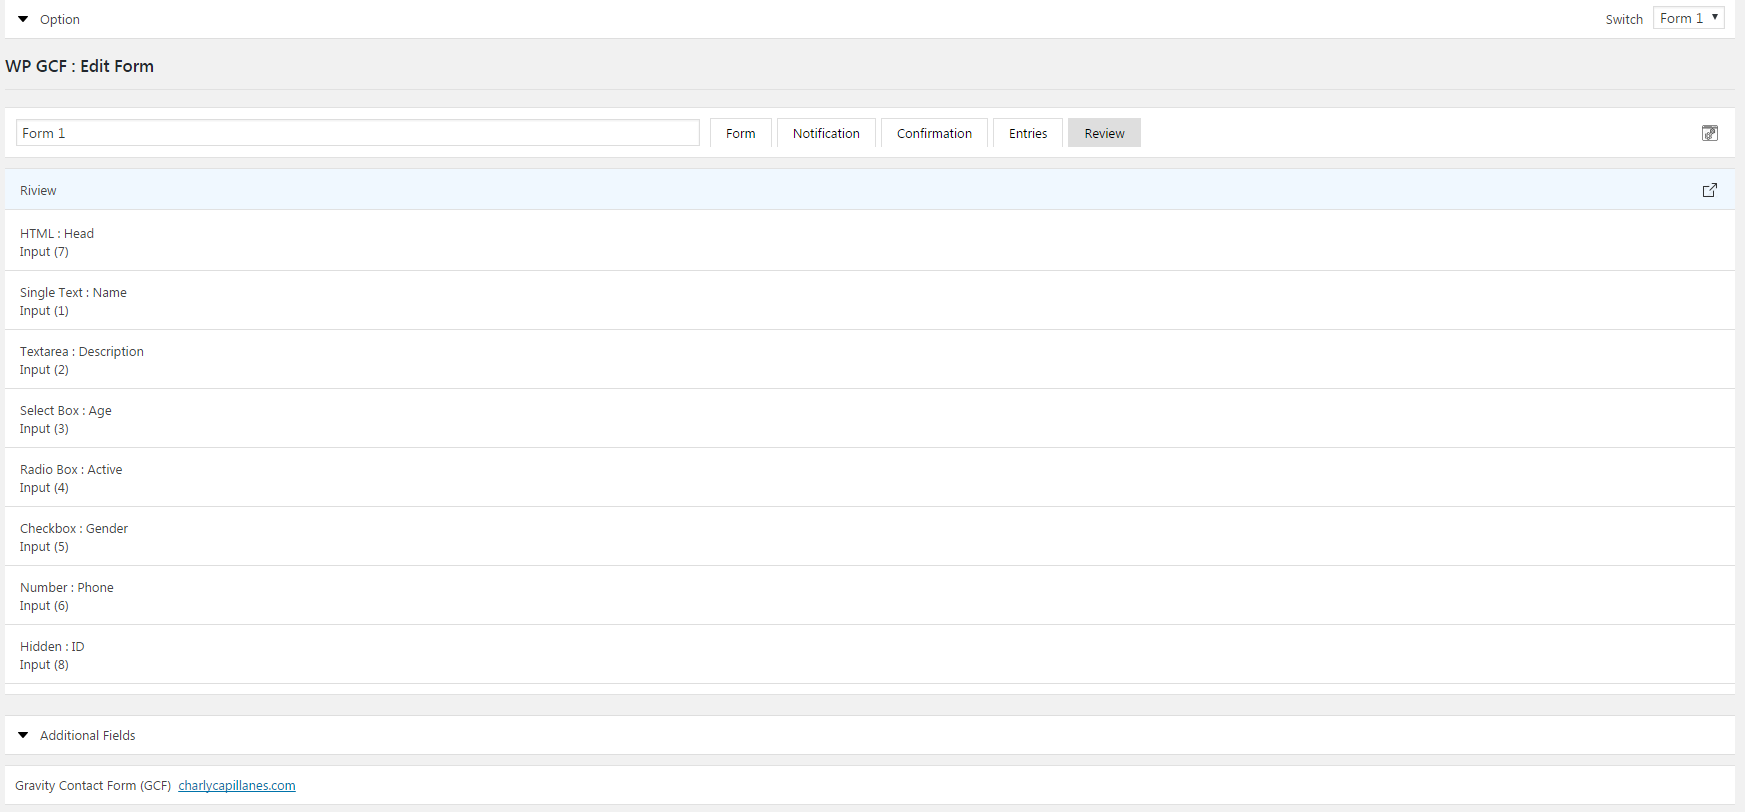 Option
Switch Form 1
WP GCF : Edit Form
Form 1 Form Notification Confirmation Entries Review
Riview
HTML : Head
Input (7)
Single Text : Name
Input (1)
Textarea : Description
Input (2)
Select Box : Age
Input (3)
Radio Box : Active
Input (4)
Checkbox : Gender
Input (5)
Number : Phone
Input (6)
Hidden : ID
Input (8)
Additional Fields
Gravity Contact Form (GCF) charlycapillanes.com